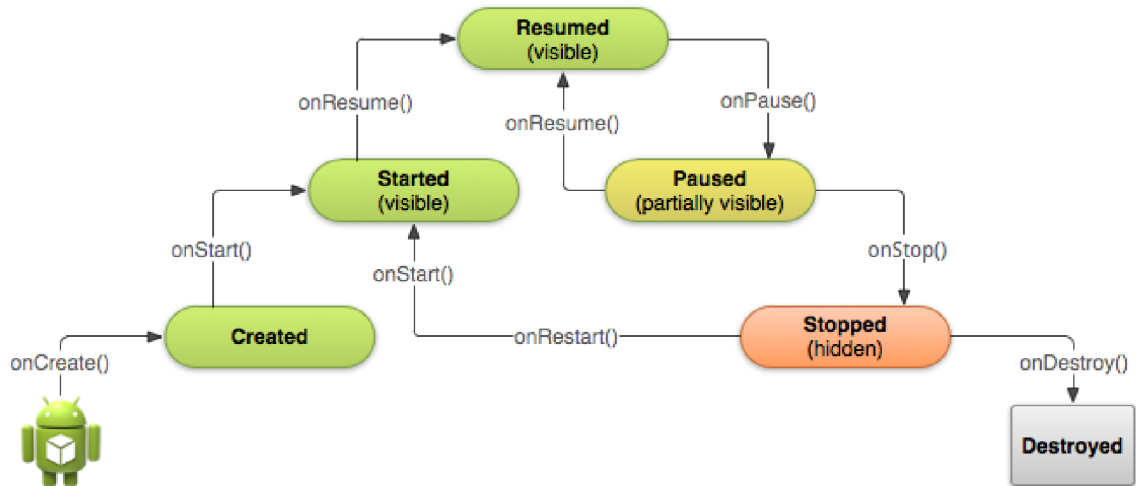 Resumed
(visible)
onResume()
onPause()
onResume()
Started
(visible)
Paused
(partially visible)
onStart()
onStart()
onStop()
Created
onRestart()
Stopped
(hidden)
onCreate()
onDestroy()
Destroyed